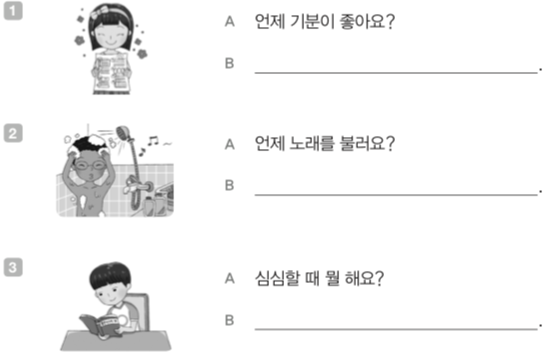 1
A 언제 기분이 좋아요?
B .
2
A 언제 노래를 불러요?
B .
3
A 심심할 때 뭘 해요?
B .